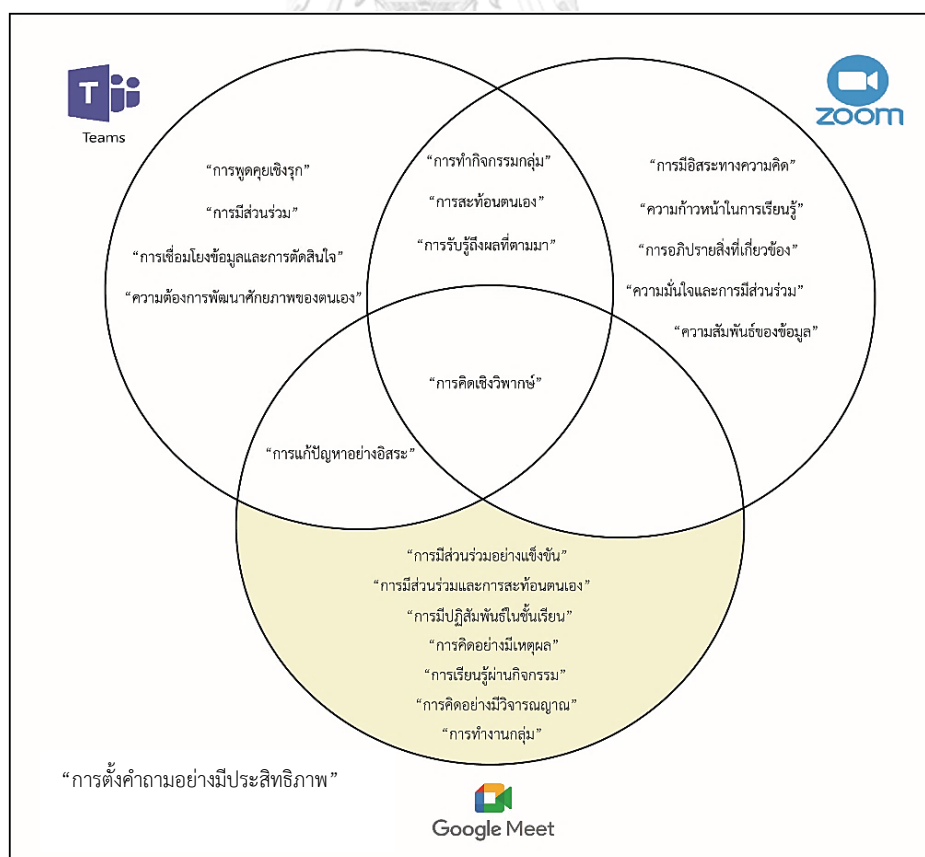 T
Teams
zoom
“การพูดคุยเชิงรุก”
“การมีส่วนร่วม”
“การเชื่อมโยงข้อมูลและการตัดสินใจ”
“ความต้องการพัฒนาศักยภาพของตนเอง”
“การทำกิจกรรมกลุ่ม”
“การสะท้อนตนเอง”
“การรับรู้ถึงผลที่ตามมา”
“การมีอิสระทางความคิด”
“ความก้าวหน้าในการเรียนรู้”
“การอภิปรายสิ่งที่เกี่ยวข้อง”
“ความมั่นใจและการมีส่วนร่วม”
“ความสัมพันธ์ของข้อมูล”
“การคิดเชิงวิพากษ์”
“การแก้ปัญหาอย่างอิสระ”
“การมีส่วนร่วมอย่างแข็งขัน”
“การมีส่วนร่วมและการสะท้อนตนเอง”
“การมีปฏิสัมพันธ์ในชั้นเรียน”
“การคิดอย่างมีเหตุผล”
“การเรียนรู้ผ่านกิจกรรม”
“การคิดอย่างมีวิจารณญาณ”
“การทำงานกลุ่ม”
“การตั้งคำถามอย่างมีประสิทธิภาพ”
Google Meet